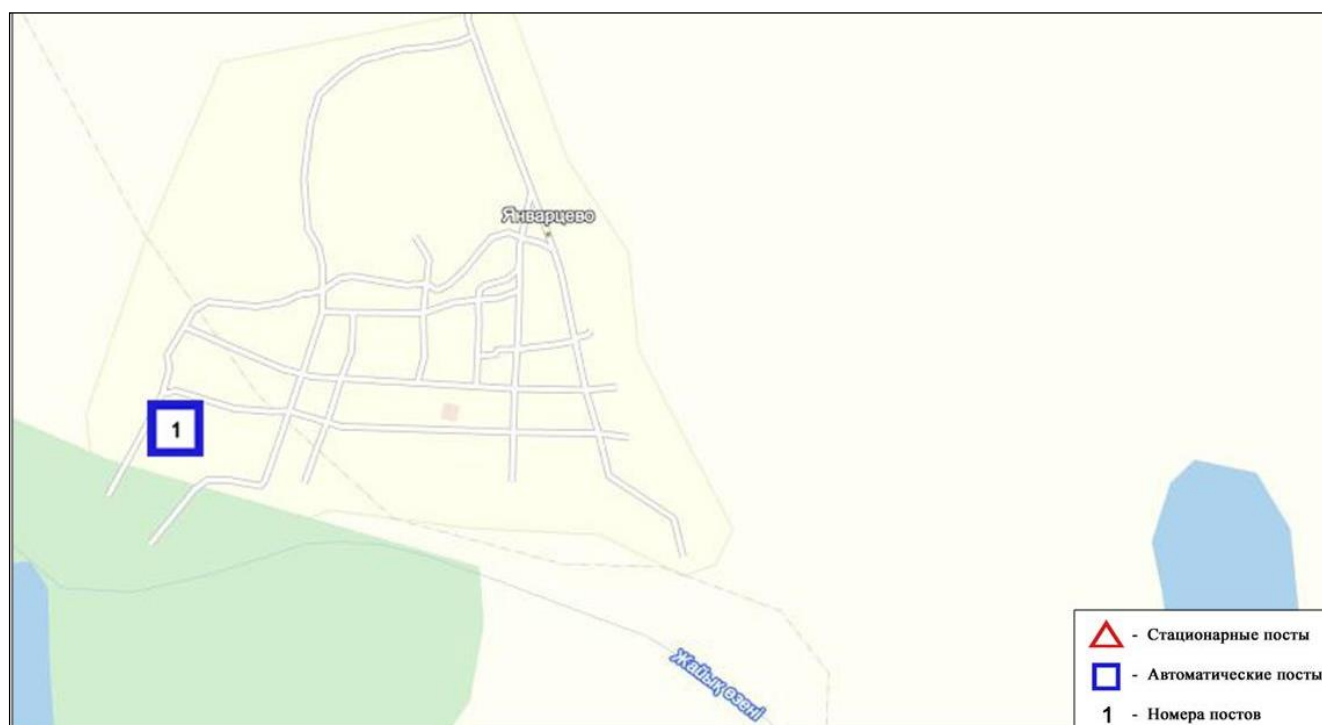 Январцево
1
Жайық өзені
- Стационарные посты
- Автоматические посты
1 - Номера постов